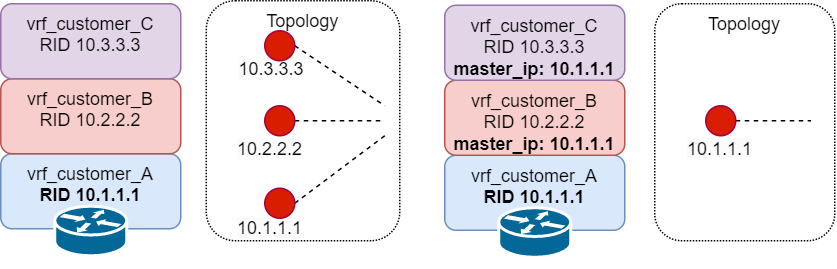 vrf_customer_C
RID 10.3.3.3
vrf_customer_B
RID 10.2.2.2
vrf_customer_A
RID 10.1.1.1
Topology
10.3.3.3
10.2.2.2
10.1.1.1
vrf_customer_C
RID 10.3.3.3
master_ip: 10.1.1.1
vrf_customer_B
RID 10.2.2.2
master_ip: 10.1.1.1
vrf_customer_A
RID 10.1.1.1
Topology
10.1.1.1